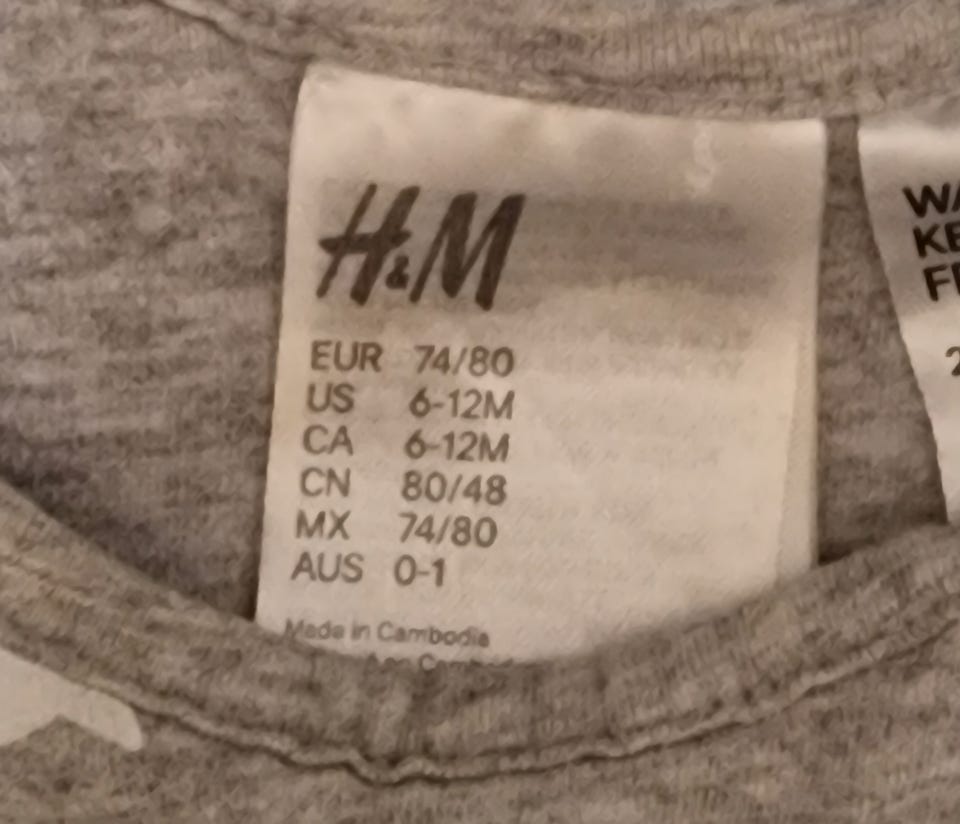 H&M
EUR 74/80
US 6-12M
CA 6-12M
CN 80/48
MX 74/80
AUS 0-1
Made in Cambodia